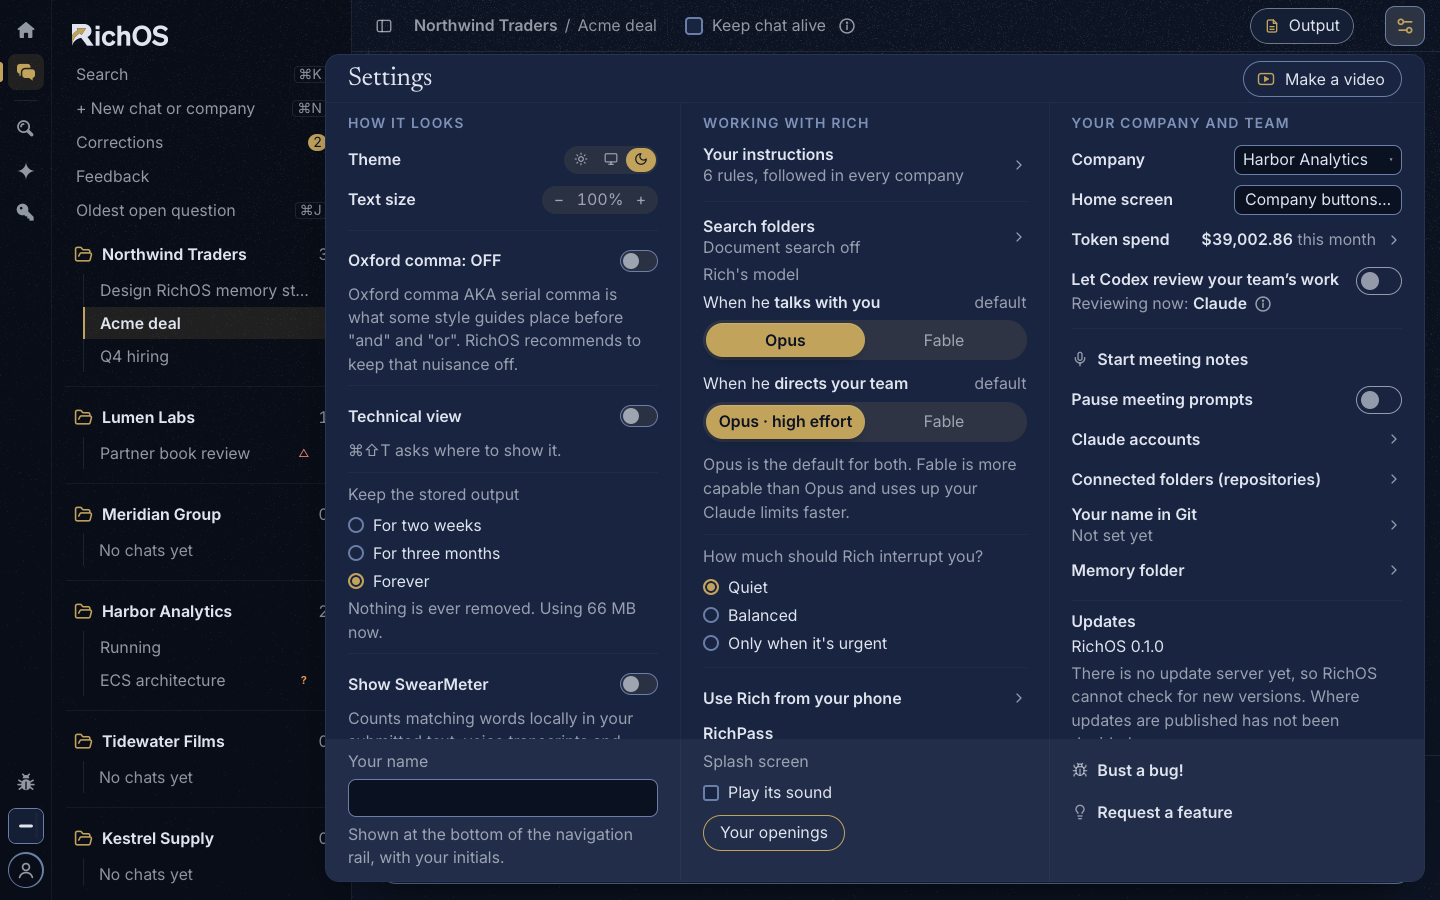 RichOS
Search ⌘K
+ New chat or company ⌘N
Corrections 2
Feedback
Oldest open question ⌘J
Northwind Traders
Design RichOS memory st...
Acme deal
Q4 hiring
Lumen Labs
Partner book review
Meridian Group
No chats yet
Harbor Analytics
Running
ECS architecture ?
Tidewater Films
No chats yet
Kestrel Supply
No chats yet
Northwind Traders / Acme deal
Keep chat alive
Output
Settings
Make a video
HOW IT LOOKS
Theme
Text size − 100% +
Oxford comma: OFF
Oxford comma AKA serial comma is
what some style guides place before
"and" and "or". RichOS recommends to
keep that nuisance off.
Technical view
⌘⇧T asks where to show it.
Keep the stored output
For two weeks
For three months
Forever
Nothing is ever removed. Using 66 MB
now.
Show SwearMeter
Counts matching words locally in your
Your name
Shown at the bottom of the navigation
rail, with your initials.
WORKING WITH RICH
Your instructions
6 rules, followed in every company
Search folders
Document search off
Rich's model
When he talks with you default
Opus Fable
When he directs your team default
Opus · high effort Fable
Opus is the default for both. Fable is more
capable than Opus and uses up your
Claude limits faster.
How much should Rich interrupt you?
Quiet
Balanced
Only when it's urgent
Use Rich from your phone
RichPass
Splash screen
Play its sound
Your openings
YOUR COMPANY AND TEAM
Company Harbor Analytics
Home screen Company buttons...
Token spend $39,002.86 this month
Let Codex review your team's work
Reviewing now: Claude
Start meeting notes
Pause meeting prompts
Claude accounts
Connected folders (repositories)
Your name in Git
Not set yet
Memory folder
Updates
RichOS 0.1.0
There is no update server yet, so RichOS
cannot check for new versions. Where
updates are published has not been
Bust a bug!
Request a feature